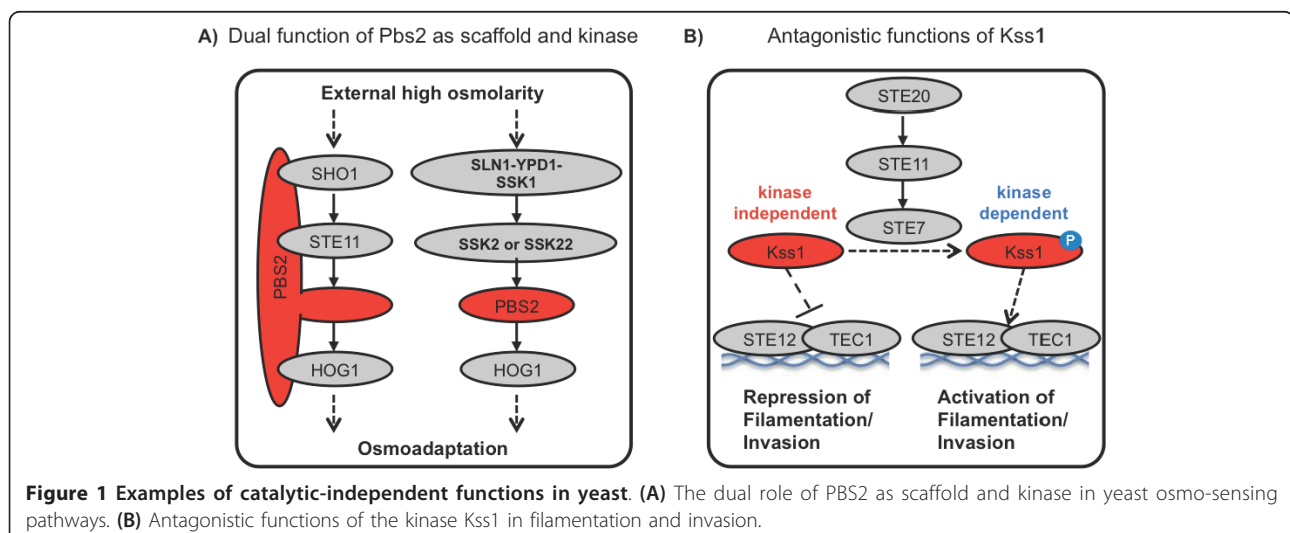 A) Dual function of Pbs2 as scaffold and kinase
External high osmolarity
SHO1
SLN1-YPD1-
SSK1
STE11
SSK2 or SSK22
PBS2
PBS2
HOG1
HOG1
Osmoadaptation
B) Antagonistic functions of Kss1
STE20
STE11
STE7
kinase
independent
kinase
dependent
Kss1
Kss1
P
STE12
TEC1
STE12
TEC1
Repression of
Filamentation/
Invasion
Activation of
Filamentation/
Invasion
Figure 1 Examples of catalytic-independent functions in yeast. (A) The dual role of PBS2 as scaffold and kinase in yeast osmo-sensing
pathways. (B) Antagonistic functions of the kinase Kss1 in filamentation and invasion.